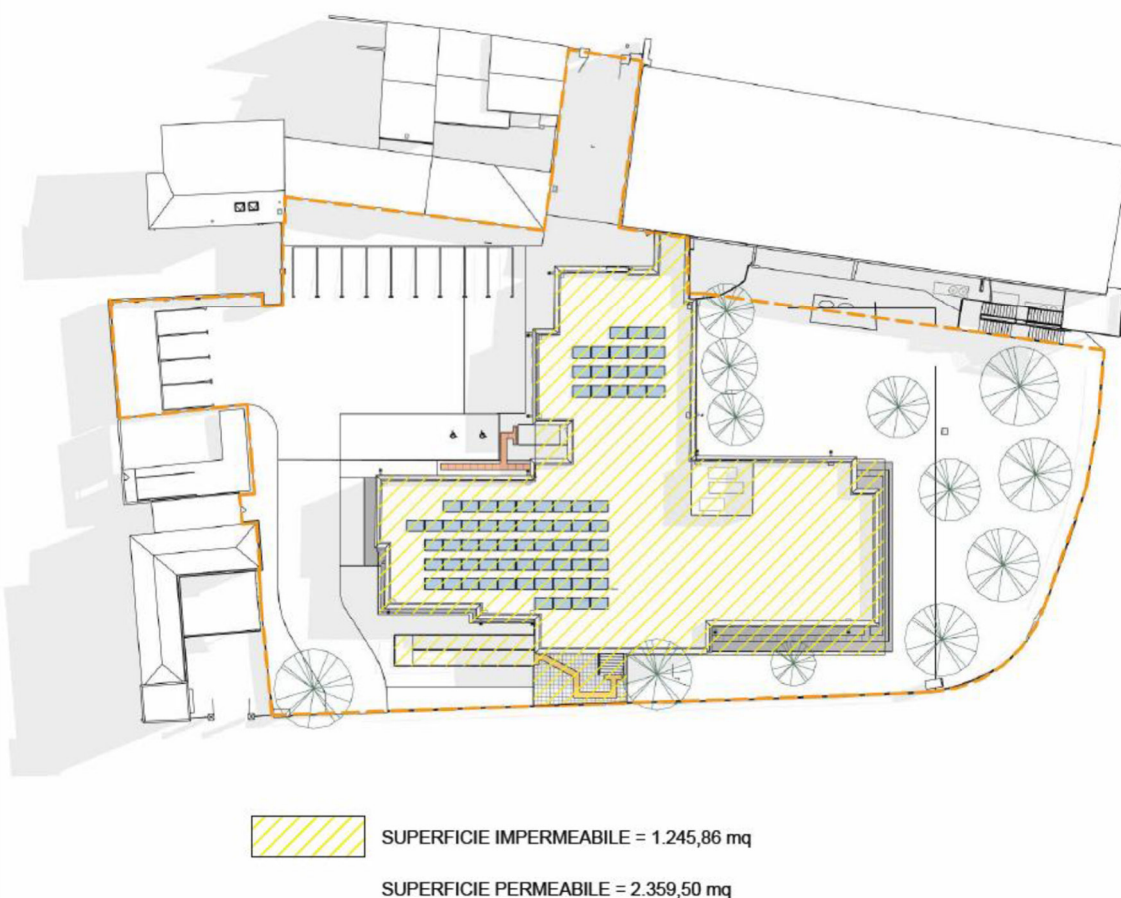 SUPERFICIE IMPERMEABILE = 1.245,86 mq
SUPERFICIE PERMEABILE = 2.359,50 mq